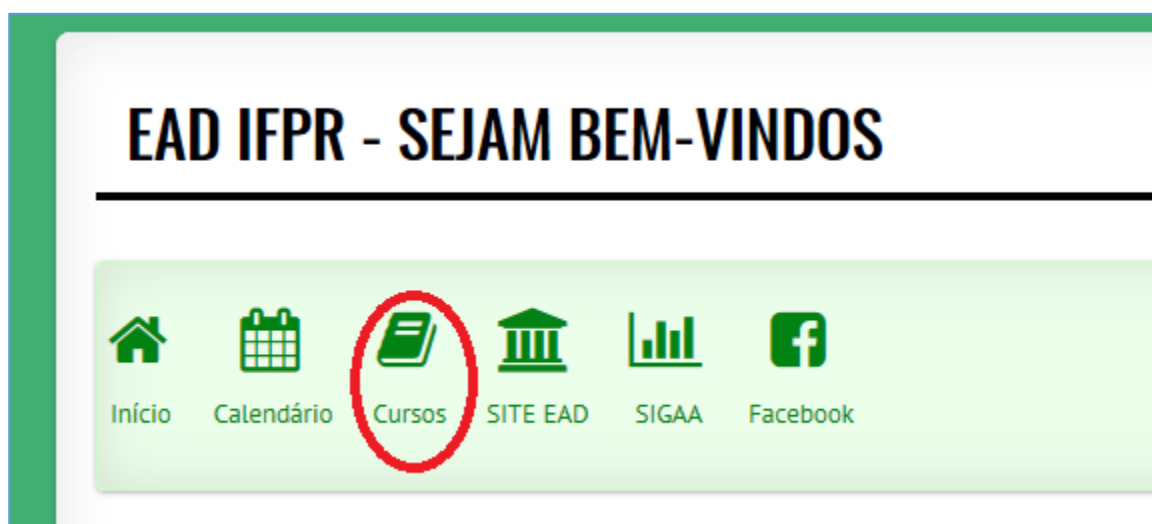 EAD IFPR - SEJAM BEM-VINDOS
Início Calendário Cursos SITE EAD SIGAA Facebook